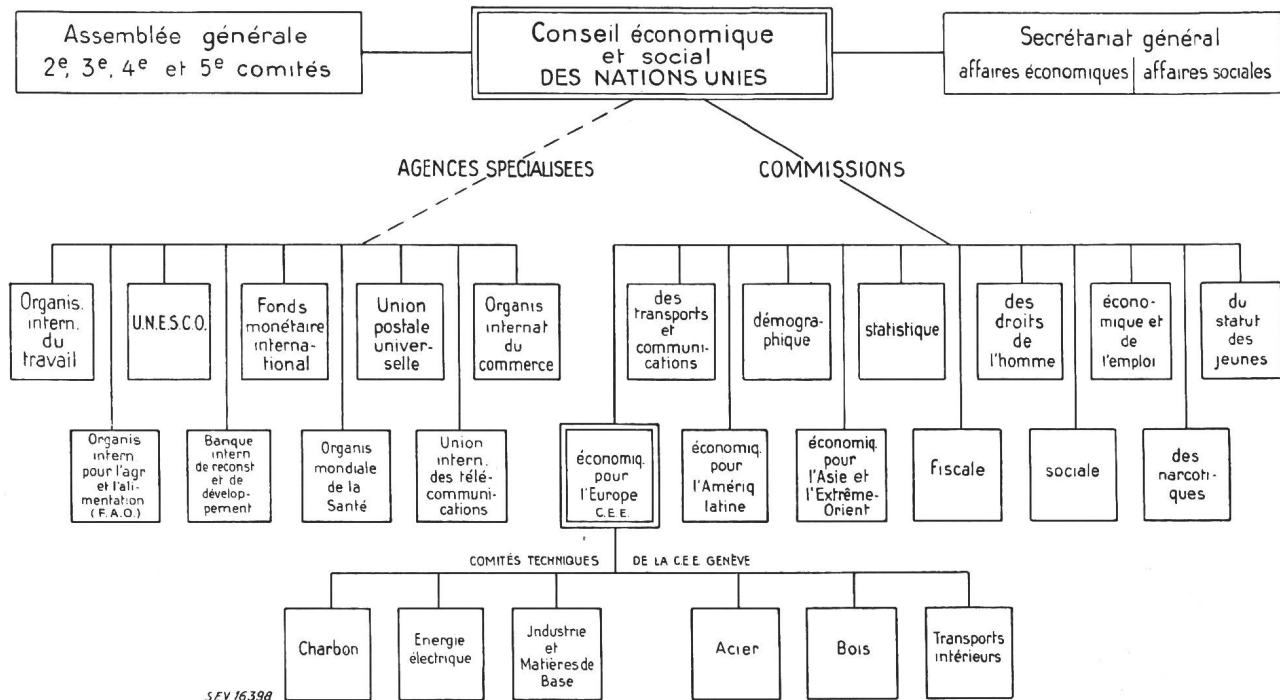 Assemblée générale
2e, 3e, 4e et 5e comités
Conseil économique
et social
DES NATIONS UNIES
Secrétariat général
affaires économiques | affaires sociales
AGENCES SPÉCIALISÉES
COMMISSIONS
Organis.
intern.
du
travail
U.N.E.S.C.O.
Fonds
monétaire
interna-
tional
Union
postale
univer-
selle
Organis
internat
du
commerce
des
transports
et
communi-
cations
démogra-
phique
statistique
des
droits
de
l'homme
écono-
mique et
de
l'emploi
du
statut
des
jeunes
Organis
intern
pour l'agr
et l'ali-
mentation
(F.A.O.)
Banque
intern
de reconst
et de
dévelop-
pement
Organis
mondiale
de la
Santé
Union
intern.
des télé-
communi-
cations
économiq.
pour
l'Europe
C.E.E.
économiq.
pour
l'Amériq
latine
économiq.
pour
l'Asie et
l'Extrême-
Orient
fiscale
sociale
des
narcoti-
ques
COMITÉS TECHNIQUES DE LA C.E.E. GENÈVE
Charbon
Energie
électrique
Industrie
et
Matières de
Base
Acier
Bois
Transports
intérieurs
SEV 16398